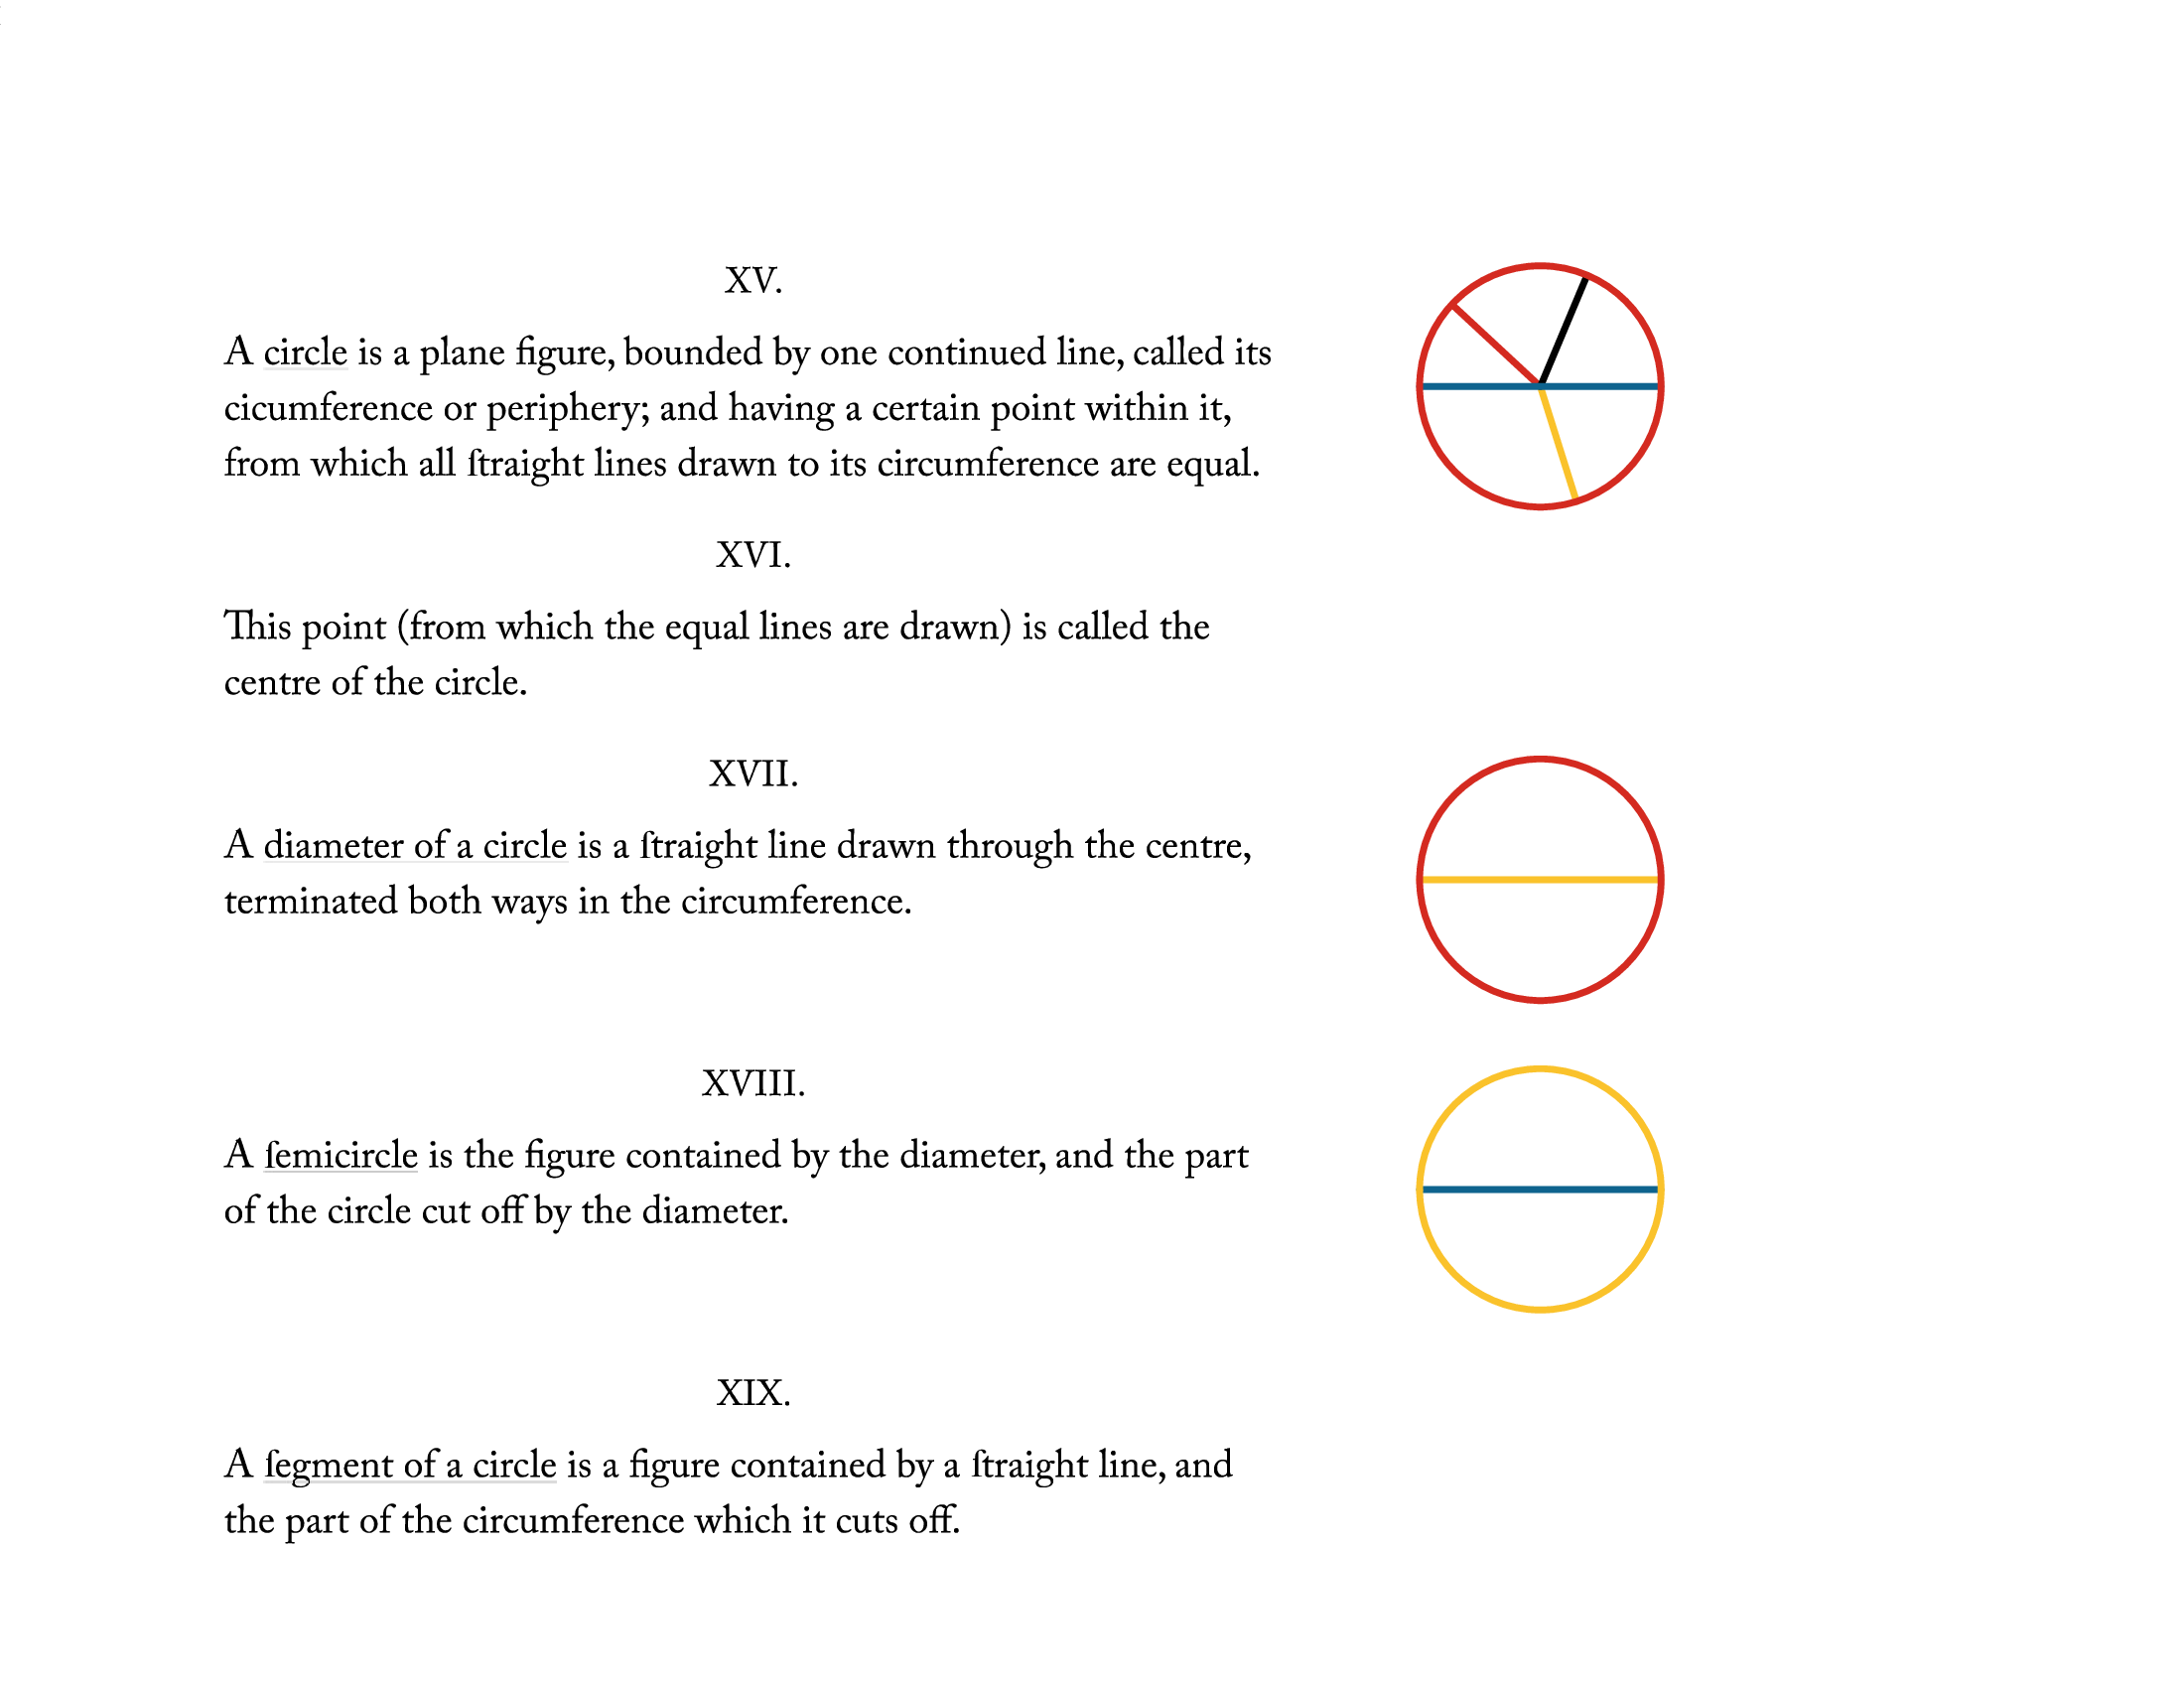 XV.
A circle is a plane figure, bounded by one continued line, called its
cicumference or periphery; and having a certain point within it,
from which all ſtraight lines drawn to its circumference are equal.
XVI.
This point (from which the equal lines are drawn) is called the
centre of the circle.
XVII.
A diameter of a circle is a ſtraight line drawn through the centre,
terminated both ways in the circumference.
XVIII.
A ſemicircle is the figure contained by the diameter, and the part
of the circle cut off by the diameter.
XIX.
A ſegment of a circle is a figure contained by a ſtraight line, and
the part of the circumference which it cuts off.